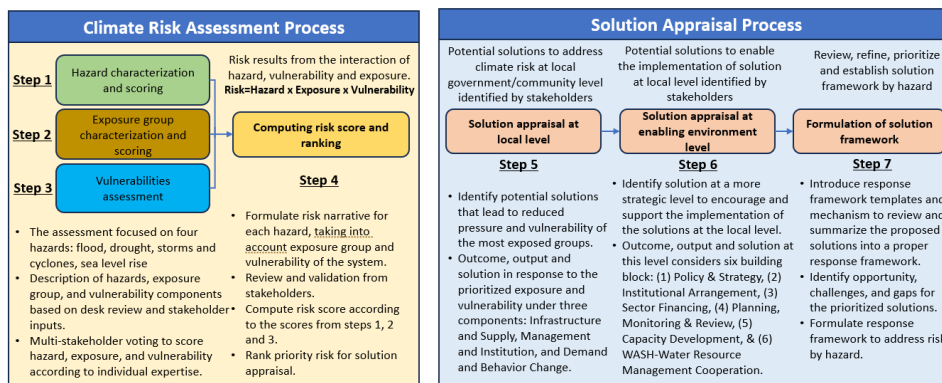 Climate Risk Assessment Process
Step 1
Hazard characterization
and scoring
Risk results from the interaction of
hazard, vulnerability and exposure.
Risk=Hazard x Exposure x Vulnerability
Step 2
Exposure group
characterization and
scoring
Computing risk score and
ranking
Step 3
Vulnerabilities
assessment
Step 4
• The assessment focused on four
hazards: flood, drought, storms and
cyclones, sea level rise
• Description of hazards, exposure
group, and vulnerability components
based on desk review and stakeholder
inputs.
• Multi-stakeholder voting to score
hazard, exposure, and vulnerability
according to individual expertise.
• Formulate risk narrative for
each hazard, taking into
account exposure group and
vulnerability of the system.
• Review and validation from
stakeholders.
• Compute risk score according
to the scores from steps 1, 2
and 3.
• Rank priority risk for solution
appraisal.
Solution Appraisal Process
Potential solutions to address
climate risk at local
government/community level
identified by stakeholders
Solution appraisal at
local level
Step 5
• Identify potential solutions
that lead to reduced
pressure and vulnerability of
the most exposed groups.
• Outcome, output and
solution in response to the
prioritized exposure and
vulnerability under three
components: Infrastructure
and Supply, Management
and Institution, and Demand
and Behavior Change.
Potential solutions to enable
the implementation of solution
at local level identified by
stakeholders
Solution appraisal at
enabling environment
level
Step 6
• Identify solution at a more
strategic level to encourage and
support the implementation of
the solutions at the local level.
• Outcome, output and solution at
this level considers six building
block: (1) Policy & Strategy, (2)
Institutional Arrangement, (3)
Sector Financing, (4) Planning,
Monitoring & Review, (5)
Capacity Development, & (6)
WASH-Water Resource
Management Cooperation.
Review, refine, prioritize
and establish solution
framework by hazard
Formulation of solution
framework
Step 7
• Introduce response
framework templates and
mechanism to review and
summarize the proposed
solutions into a proper
response framework.
• Identify opportunity,
challenges, and gaps for
the prioritized solutions.
• Formulate response
framework to address risk
by hazard.